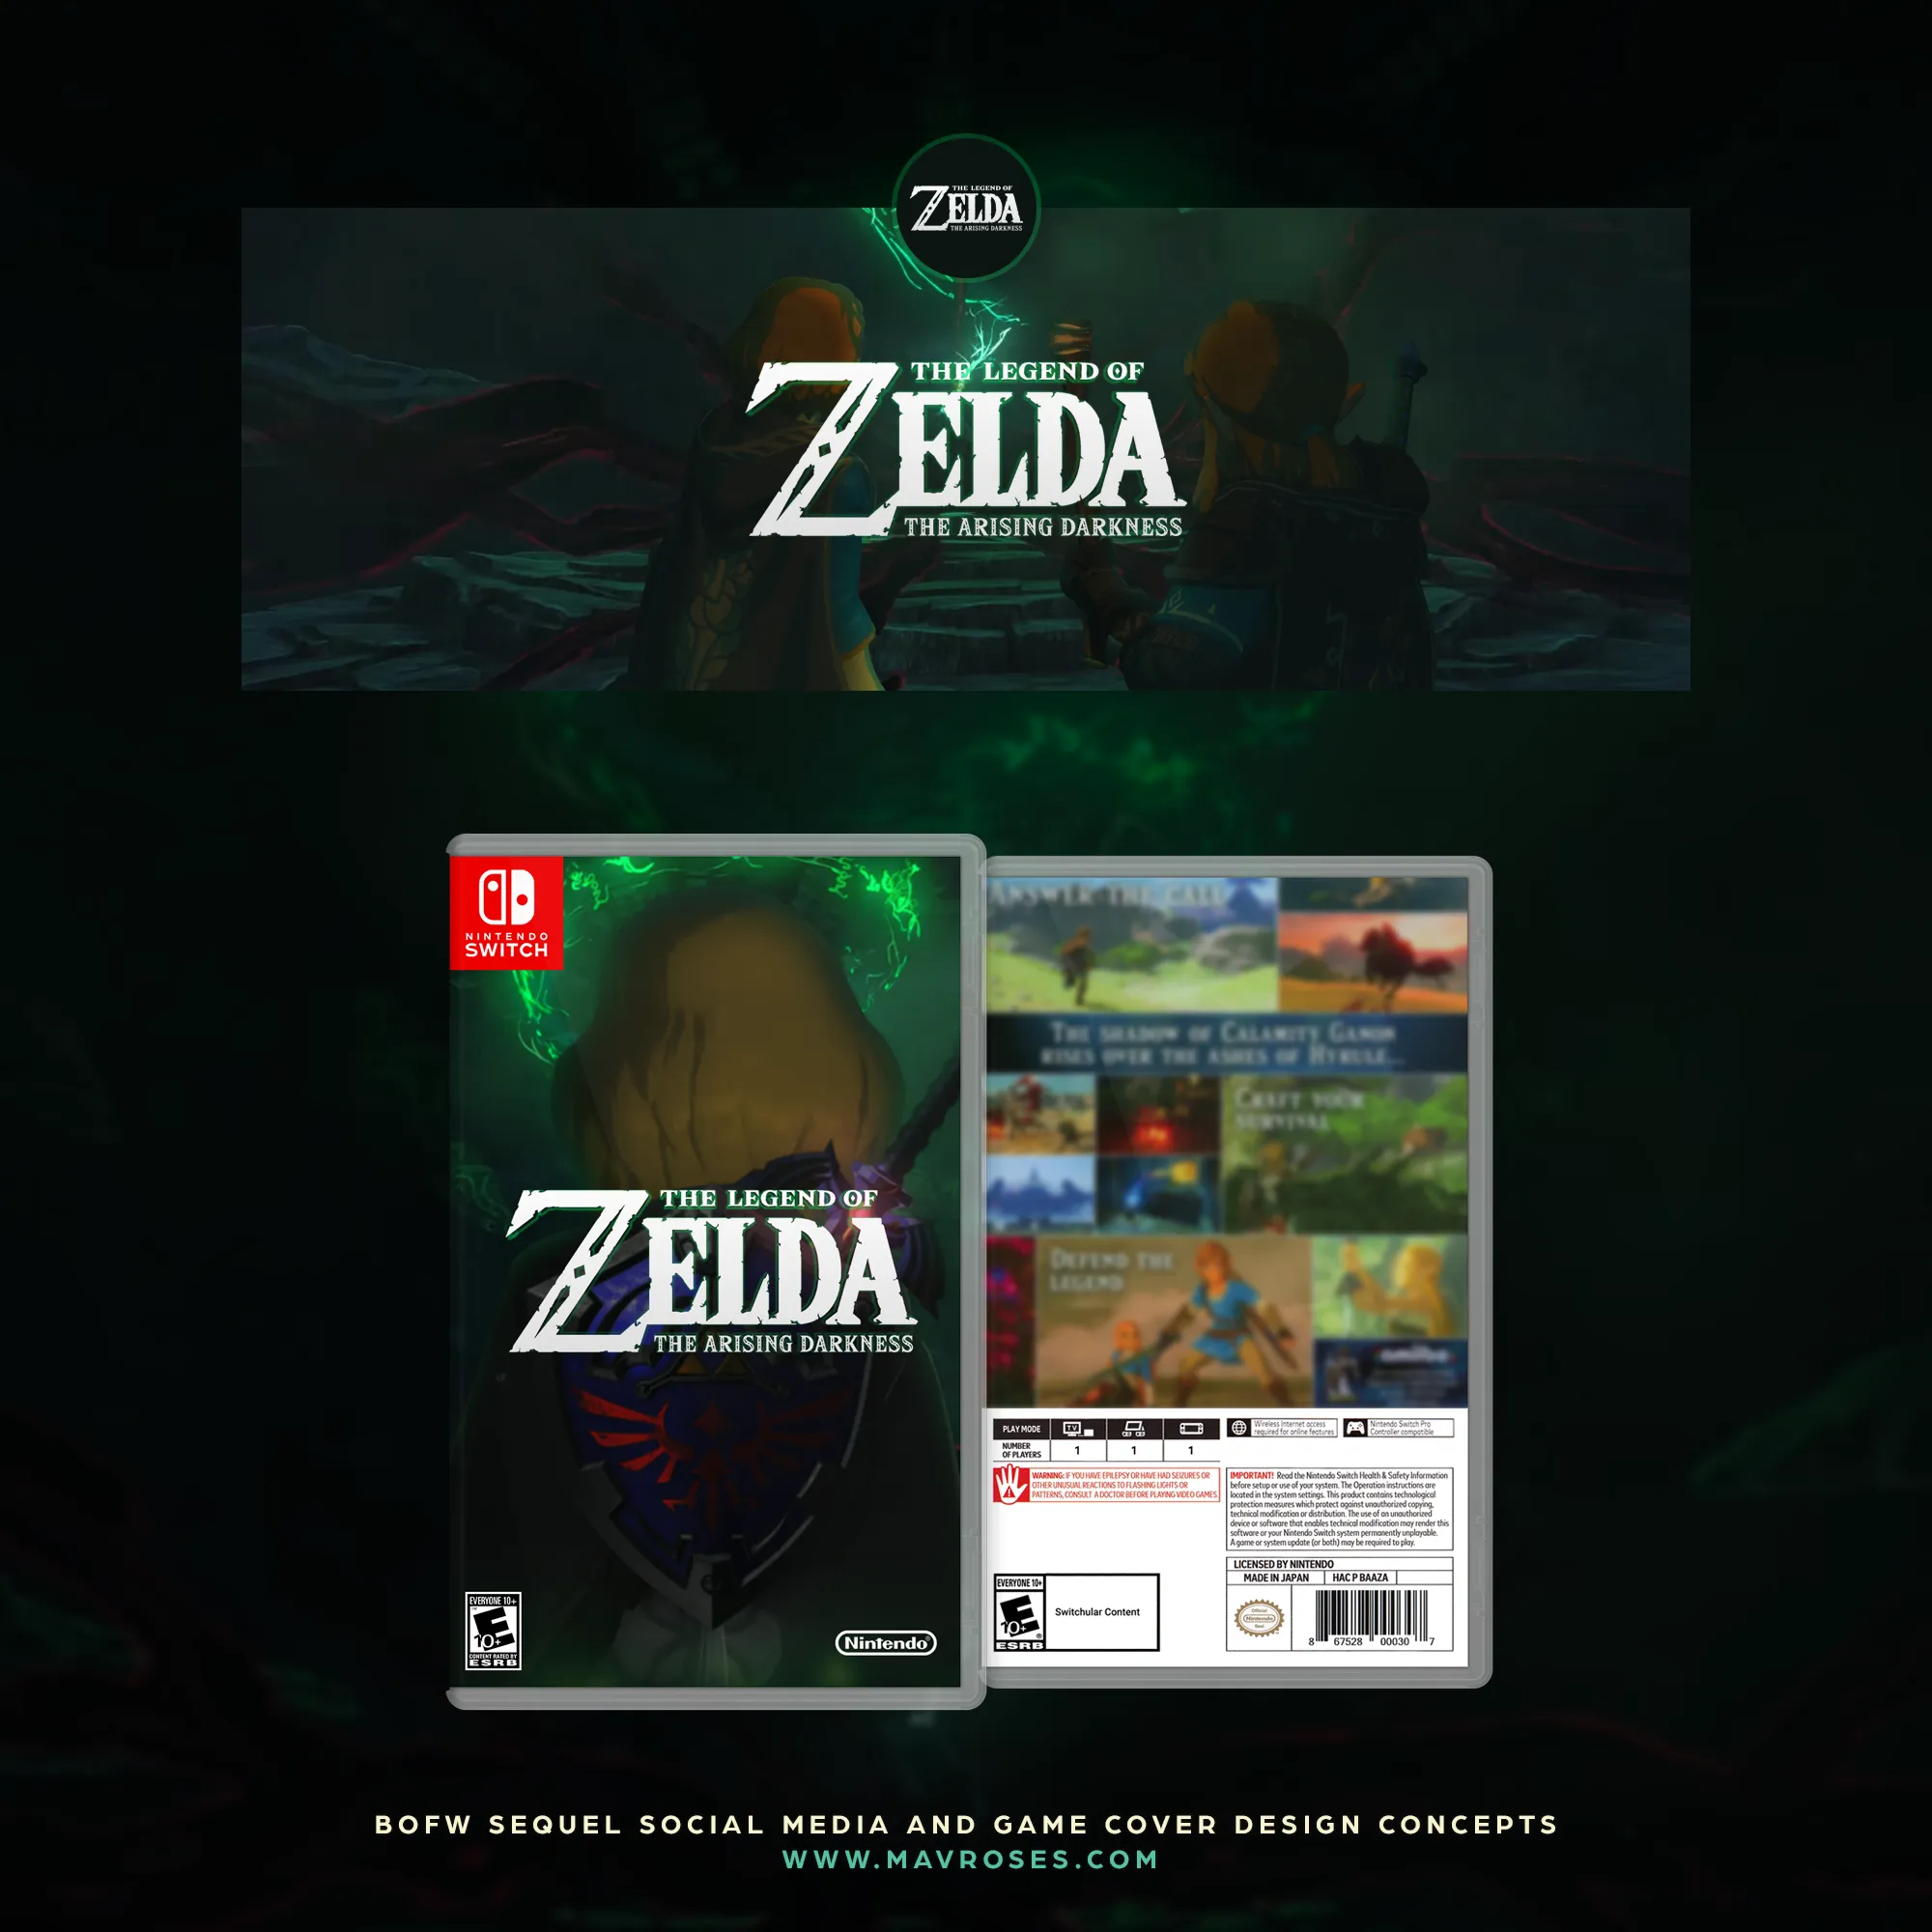 THE LEGEND OF
ZELDA
THE ARISING DARKNESS
THE LEGEND OF
ZELDA
THE ARISING DARKNESS
NINTENDO
SWITCH
THE LEGEND OF
ZELDA
THE ARISING DARKNESS
EVERYONE 10+
E
10+
CONTENT RATED BY
ESRB
Nintendo®
ANSWER THE CALL
THE SHADOW OF CALAMITY GANON
RISES OVER THE ASHES OF HYRULE...
CRAFT YOUR
SURVIVAL
DEFEND THE
LEGEND
amiibo
PLAY MODE
TV
NUMBER
OF PLAYERS
1 1 1
Wireless Internet access
required for online features
Nintendo Switch Pro
Controller compatible
WARNING: IF YOU HAVE EPILEPSY OR HAVE HAD SEIZURES OR
OTHER UNUSUAL REACTIONS TO FLASHING LIGHTS OR
PATTERNS, CONSULT A DOCTOR BEFORE PLAYING VIDEO GAMES.
IMPORTANT! Read the Nintendo Switch Health & Safety Information
before setup or use of your system. The Operation instructions are
located in the system settings. This product contains technological
protection measures which protect against unauthorized copying,
technical modification or distribution. The use of an unauthorized
device or software that enables technical modification may render this
software or your Nintendo Switch system permanently unplayable.
A game or system update (or both) may be required to play.
LICENSED BY NINTENDO
MADE IN JAPAN HAC P BAAZA
EVERYONE 10+
E
10+
®
ESRB
Switchular Content
Official
Nintendo
Seal
8 67528 00030 7
BOFW SEQUEL SOCIAL MEDIA AND GAME COVER DESIGN CONCEPTS
WWW.MAVROSES.COM